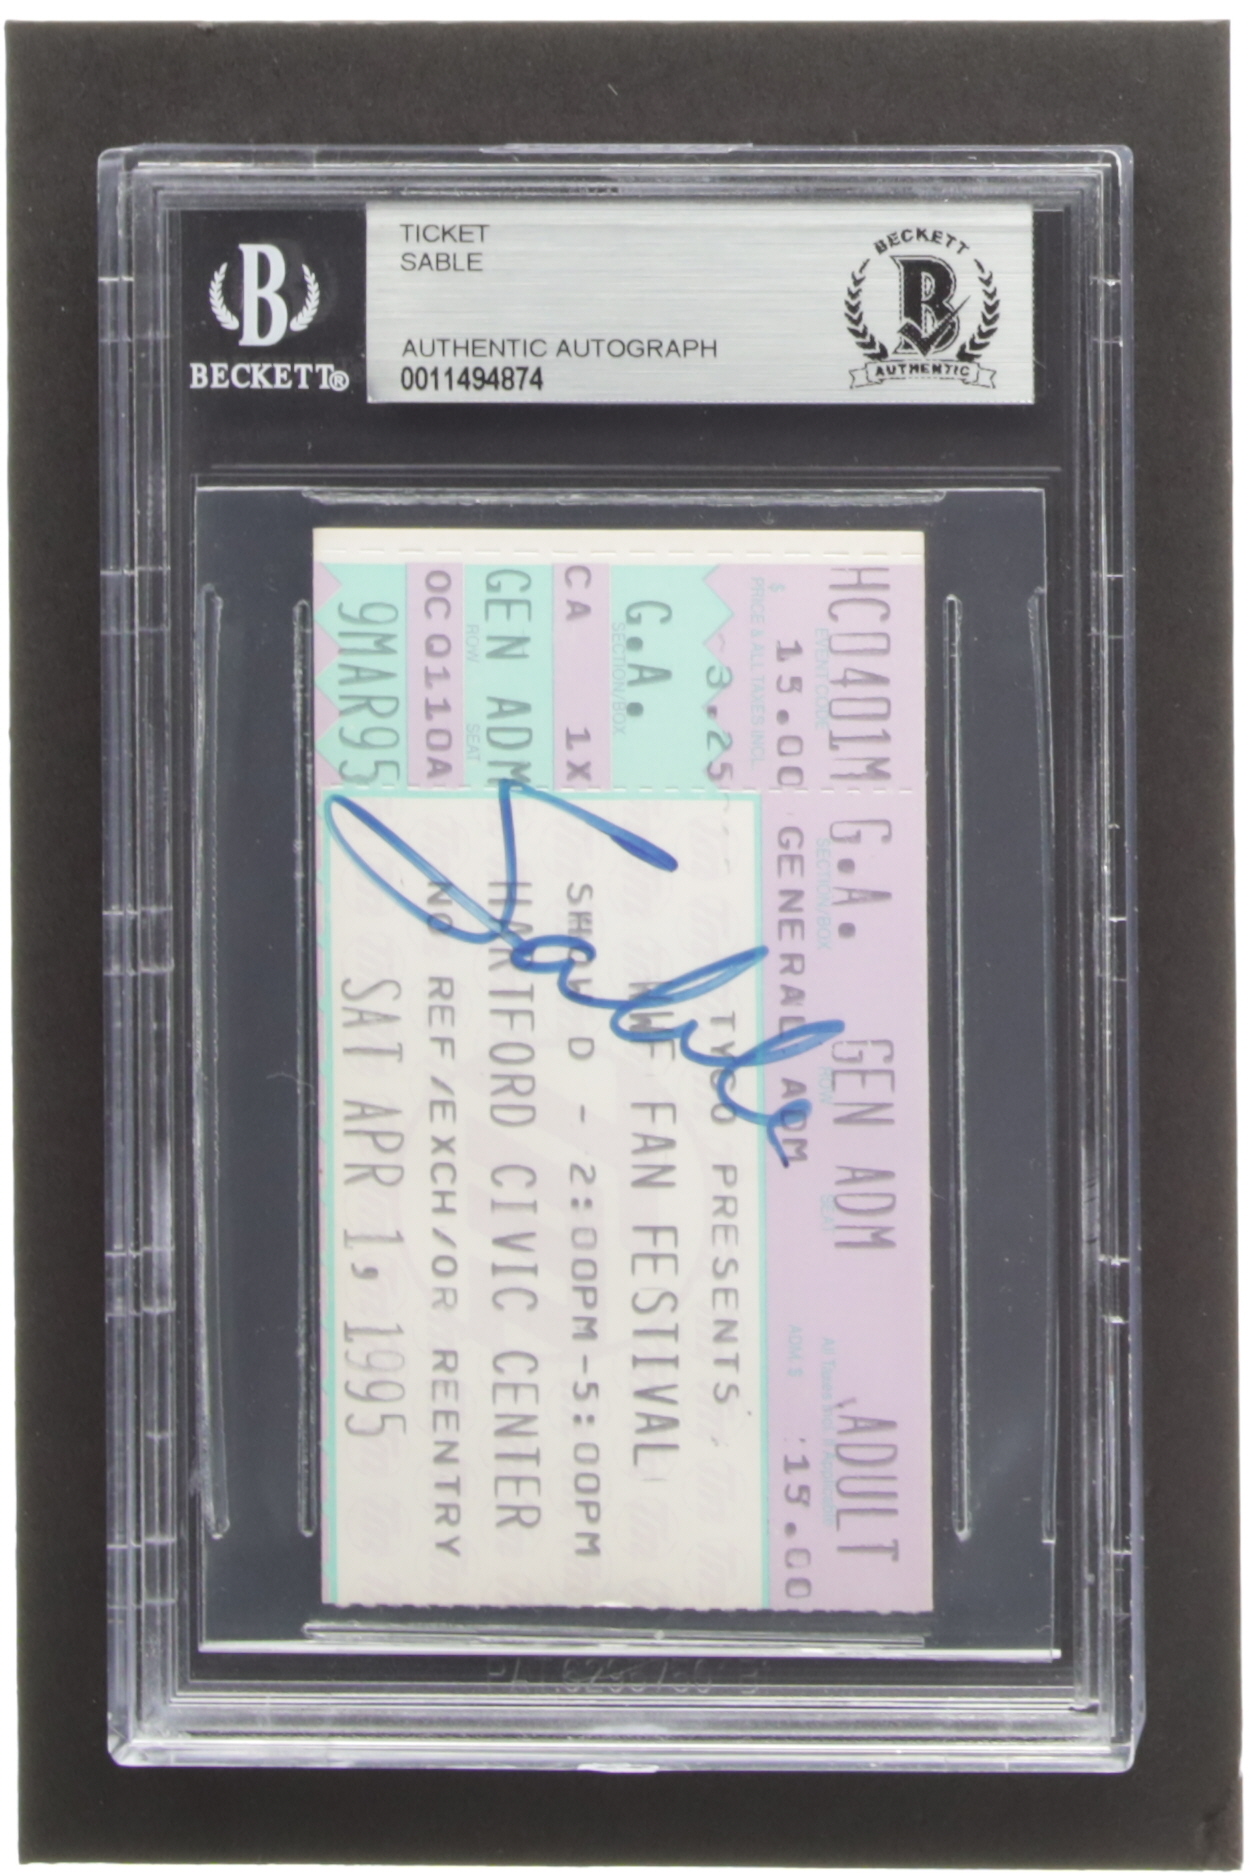 B
BECKETT®
TICKET
SABLE
AUTHENTIC AUTOGRAPH
0011494874
BECKETT
B
AUTHENTIC
HC0401M G.A. GEN ADM ADULT
EVENT CODE SECTION/BOX ROW SEAT
$ 15.00 GENERAL ADM 15.00
PRICE & ALL TAXES INCL. ADM $
3.25 TYCO PRESENTS
G.A. WWF FAN FESTIVAL
SECTION/BOX
CA 1X SHOW D - 2:00PM-5:00PM
GEN ADM HARTFORD CIVIC CENTER
ROW SEAT
OCQ110A NO REF/EXCH/OR REENTRY
9MAR95 SAT APR 1, 1995
Sable